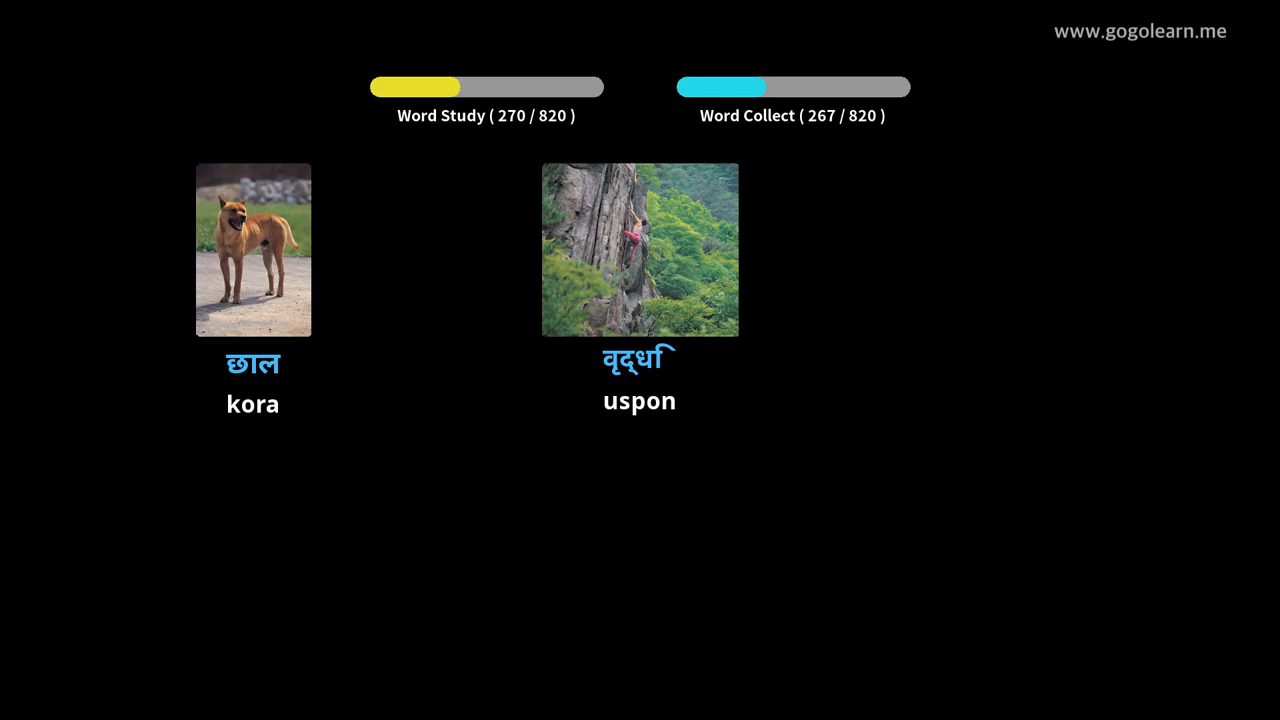 www.gogolearn.me
Word Study ( 270 / 820 )
Word Collect ( 267 / 820 )
छाल
kora
वृद्धि
uspon